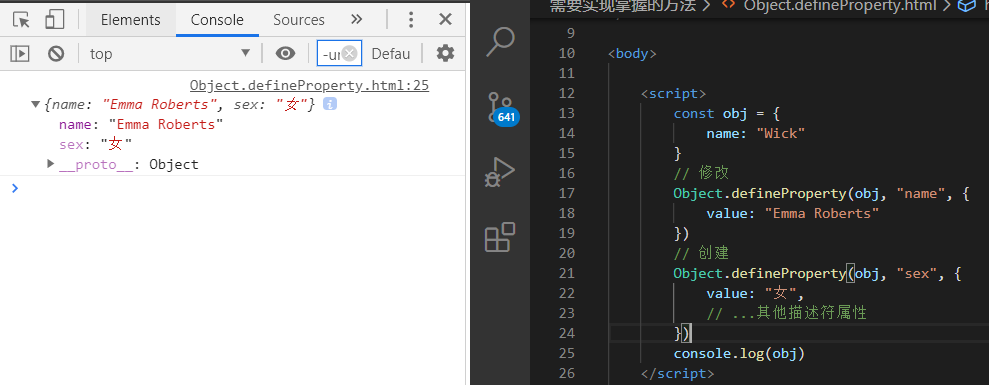 Elements Console Sources »
top ▼ -ur Defau
Object.defineProperty.html:25
▼{name: "Emma Roberts", sex: "女"} i
name: "Emma Roberts"
sex: "女"
▶__proto__: Object
>
641
需要实现掌握的方法 > <> Object.defineProperty.html >
9
10 <body>
11
12 <script>
13 const obj = {
14 name: "Wick"
15 }
16 // 修改
17 Object.defineProperty(obj, "name", {
18 value: "Emma Roberts"
19 })
20 // 创建
21 Object.defineProperty(obj, "sex", {
22 value: "女",
23 // ...其他描述符属性
24 })
25 console.log(obj)
26 </script>